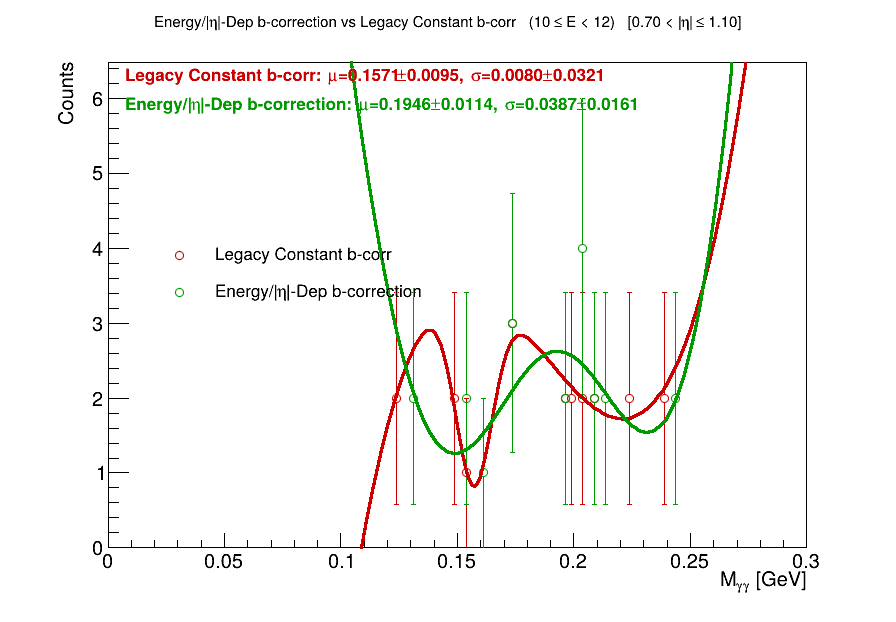 Energy/|η|-Dep b-correction vs Legacy Constant b-corr (10 ≤ E < 12) [0.70 < |η| ≤ 1.10]
Counts
Legacy Constant b-corr: μ=0.1571±0.0095, σ=0.0080±0.0321
Energy/|η|-Dep b-correction: μ=0.1946±0.0114, σ=0.0387±0.0161
6
5
4
3
2
1
0
Legacy Constant b-corr
Energy/|η|-Dep b-correction
0 0.05 0.1 0.15 0.2 0.25 0.3
Mγγ [GeV]